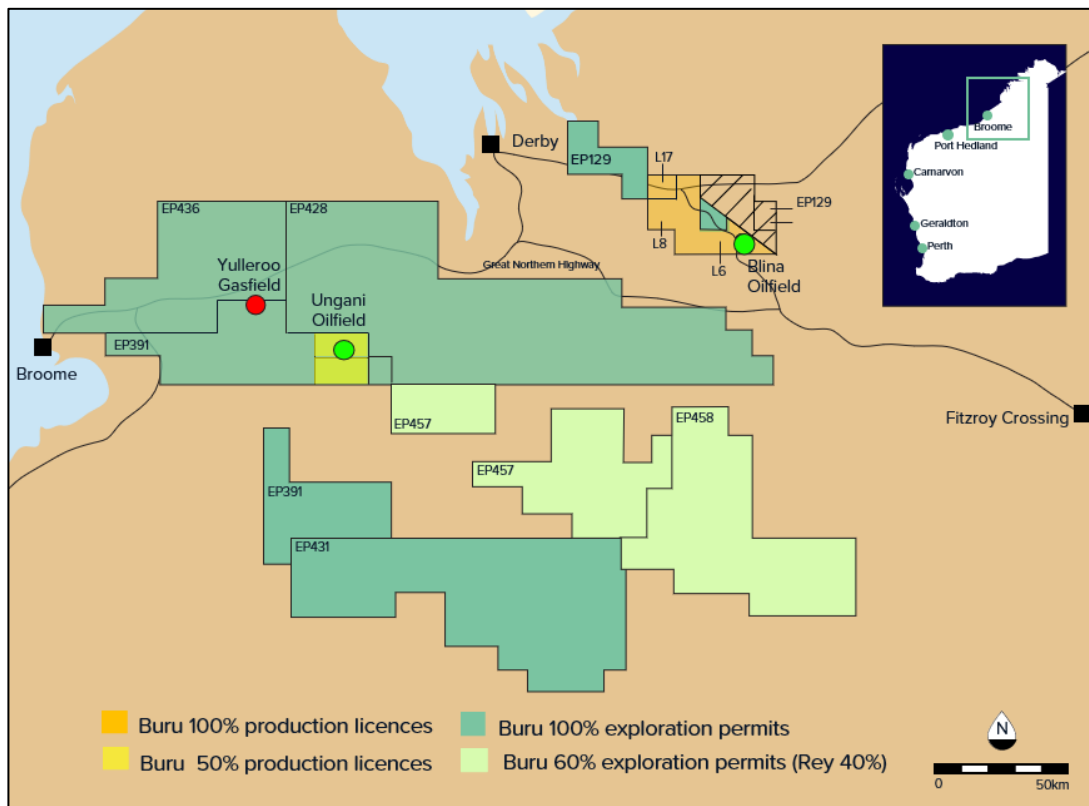 Derby
EP129
L17
EP129
L8
L6
Blina
Oilfield
EP436
EP428
Great Northern Highway
Yulleroo
Gasfield
Ungani
Oilfield
EP391
Broome
EP457
EP458
Fitzroy Crossing
EP457
EP391
EP431
Broome
Port Hedland
Carnarvon
Geraldton
Perth
Buru 100% production licences
Buru 50% production licences
Buru 100% exploration permits
Buru 60% exploration permits (Rey 40%)
N
0
50km